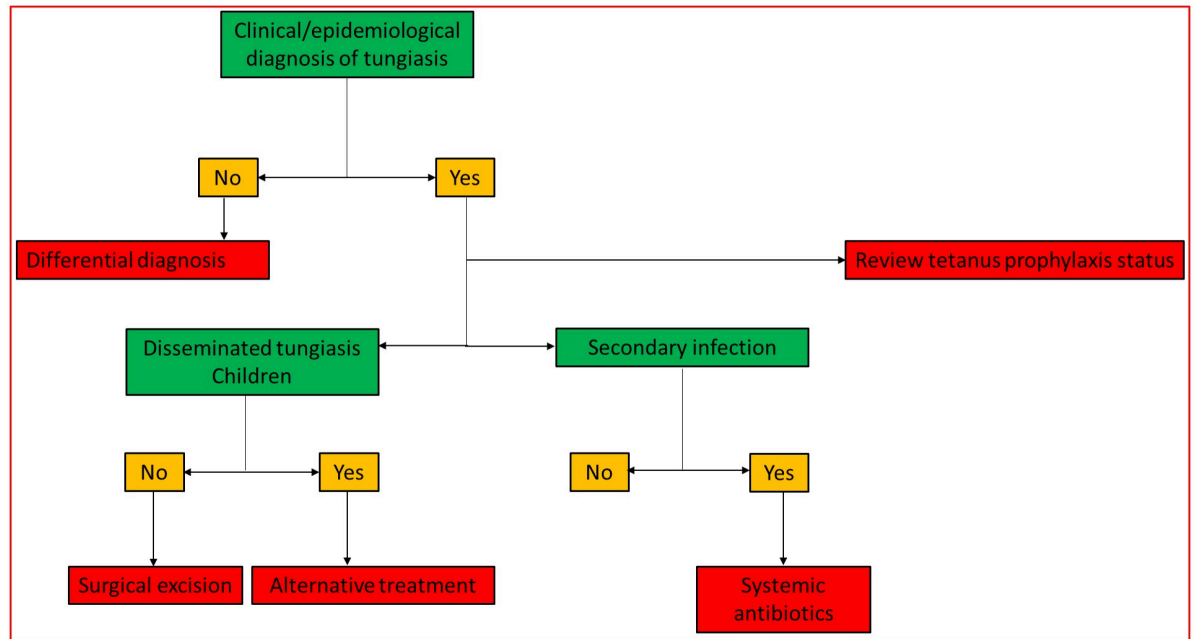 Clinical/epidemiological
diagnosis of tungiasis
No
Yes
Differential diagnosis
Review tetanus prophylaxis status
Disseminated tungiasis
Children
Secondary infection
No
Yes
No
Yes
Surgical excision
Alternative treatment
Systemic
antibiotics